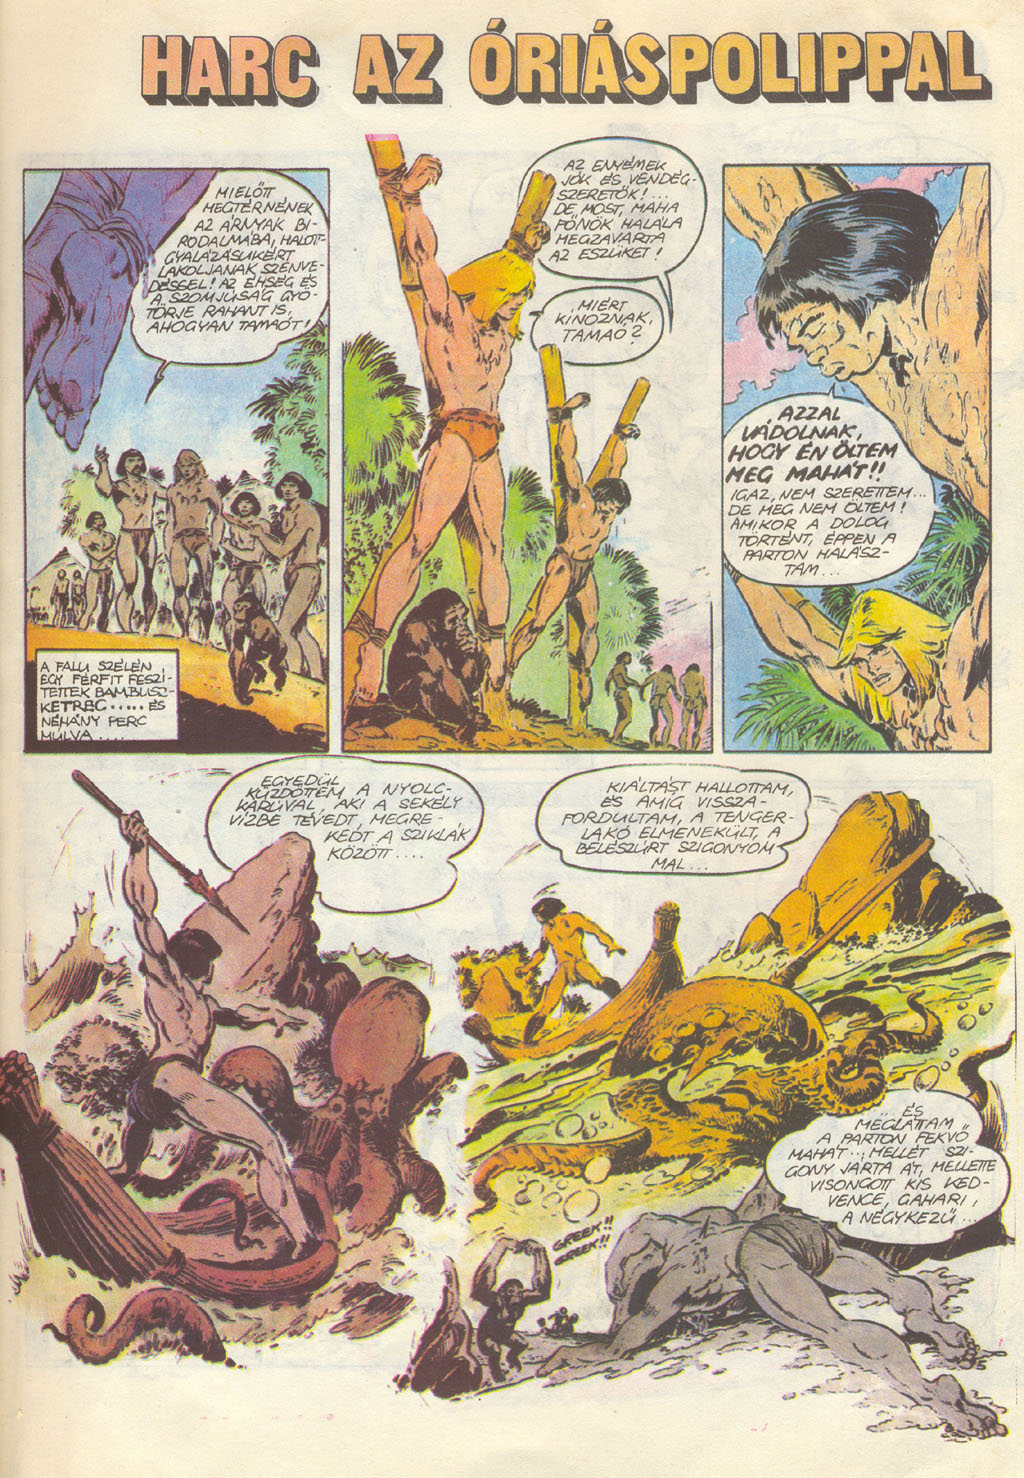 HARC AZ ÓRIÁSPOLIPPAL
MIELŐTT
MEGTÉRNÉNEK
AZ ÁRNYAK BI-
RODALMÁBA, HALOTT-
GYALÁZÁSUKÉRT
LAKOLJANAK SZENVE-
DÉSSEL! AZ ÉHSÉG ÉS
A SZOMJÚSÁG GYÖ-
TÖRJE RAHANT IS,
AHOGYAN TAMAÓT!
A FALU SZÉLÉN
EGY FÉRFIT FESZÍ-
TETTEK BAMBUSZ-
KETREC..... ÉS
NÉHÁNY PERC
MÚLVA....
AZ ENYÉMEK
JÓK ÉS VENDÉG-
SZERETŐK!...
DE, MOST, MAHA
FŐNÖK HALÁLA
MEGZAVARTA
AZ ESZÜKET!
MIÉRT
KÍNOZNAK,
TAMAÓ?
AZZAL
VÁDOLNAK,
HOGY ÉN ÖLTEM
MEG MAHÁT!!
IGAZ, NEM SZERETTEM...
DE MEG NEM ÖLTEM!
AMIKOR A DOLOG
TÖRTÉNT, ÉPPEN A
PARTON HALÁSZ-
TAM...
EGYEDÜL
KÜZDÖTTEM A NYOLC-
KARÚVAL, AKI A SEKÉLY
VÍZBE TÉVEDT, MEGRE-
KEDT A SZIKLÁK
KÖZÖTT....
KIÁLTÁST HALLOTTAM,
ÉS AMÍG VISSZA-
FORDULTAM, A TENGER-
LAKÓ ELMENEKÜLT, A
BELÉSZÚRT SZIGONYOM
MAL...
... ÉS
MEGLÁTTAM
A PARTON FEKVŐ
MAHÁT... MELLÉT SZI-
GONY JÁRTA ÁT, MELLETTE
VISONGOTT KIS KED-
VENCE, GAHARI,
A NÉGYKEZŰ...
GREEK!!
GREEK!!